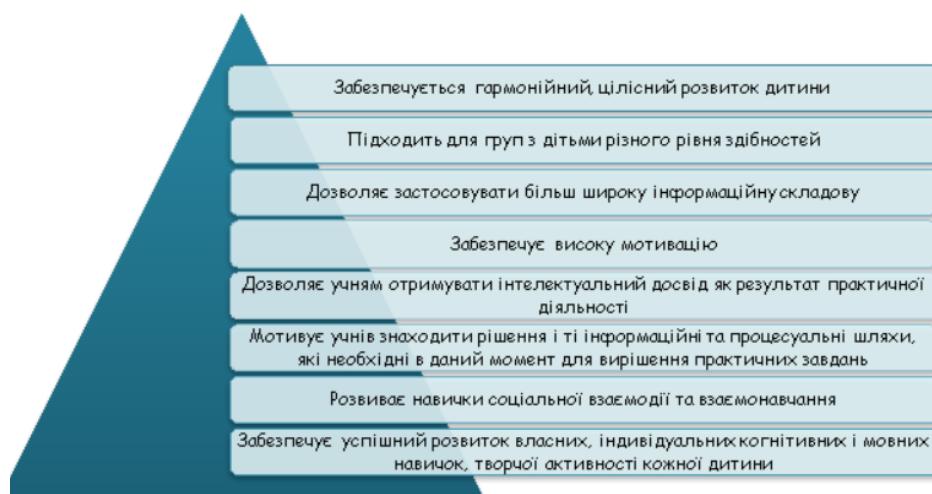 Забезпечується гармонійний, цілісний розвиток дитини
Підходить для груп з дітьми різного рівня здібностей
Дозволяє застосовувати більш широку інформаційну складову
Забезпечує високу мотивацію
Дозволяє учням отримувати інтелектуальний досвід як результат практичної
діяльності
Мотивує учнів знаходити рішення і ті інформаційні та процесуальні шляхи,
які необхідні в даний момент для вирішення практичних завдань
Розвиває навички соціальної взаємодії та взаємонавчання
Забезпечує успішний розвиток власних, індивідуальних когнітивних і мовних
навичок, творчої активності кожної дитини